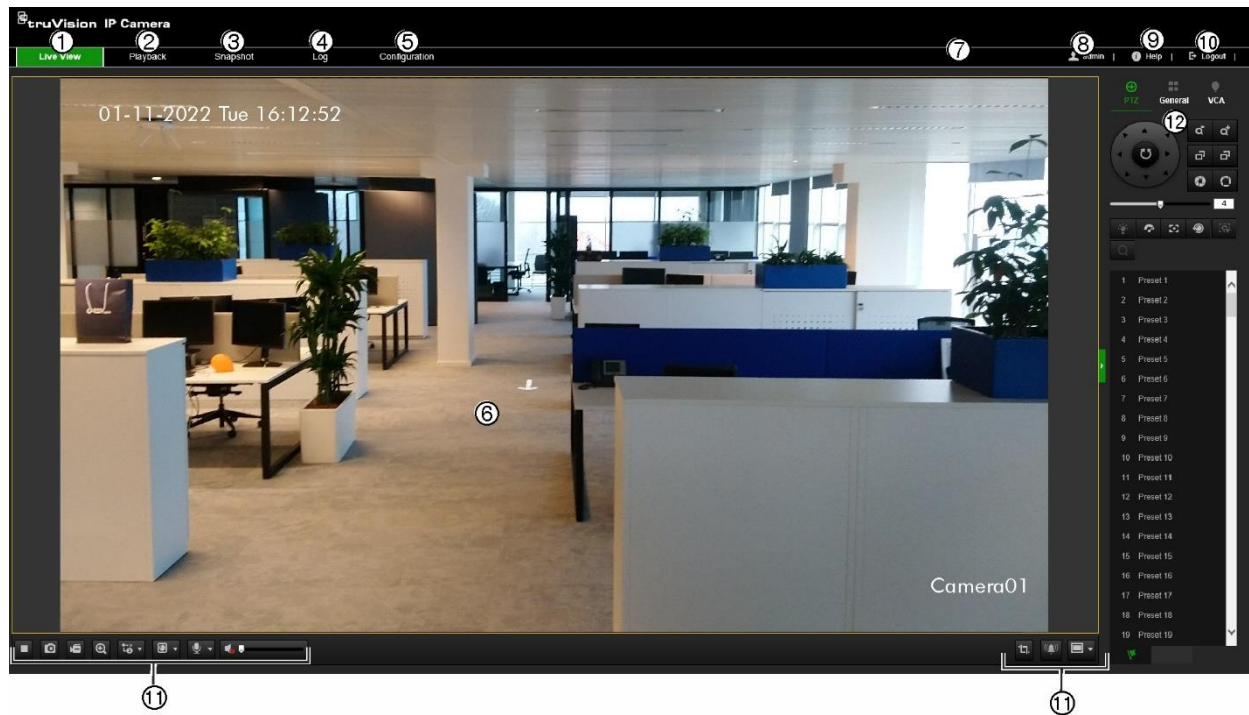 truVision IP Camera
① ② ③ ④ ⑤ ⑦ ⑧ ⑨ ⑩
Live View Playback Snapshot Log Configuration admin | Help | Logout |
01-11-2022 Tue 16:12:52
PTZ General VCA
⑫
4
⑥
1 Preset 1
2 Preset 2
3 Preset 3
4 Preset 4
5 Preset 5
6 Preset 6
7 Preset 7
8 Preset 8
9 Preset 9
10 Preset 10
11 Preset 11
12 Preset 12
13 Preset 13
14 Preset 14
15 Preset 15
16 Preset 16
17 Preset 17
18 Preset 18
19 Preset 19
Camera01
⑪ ⑪